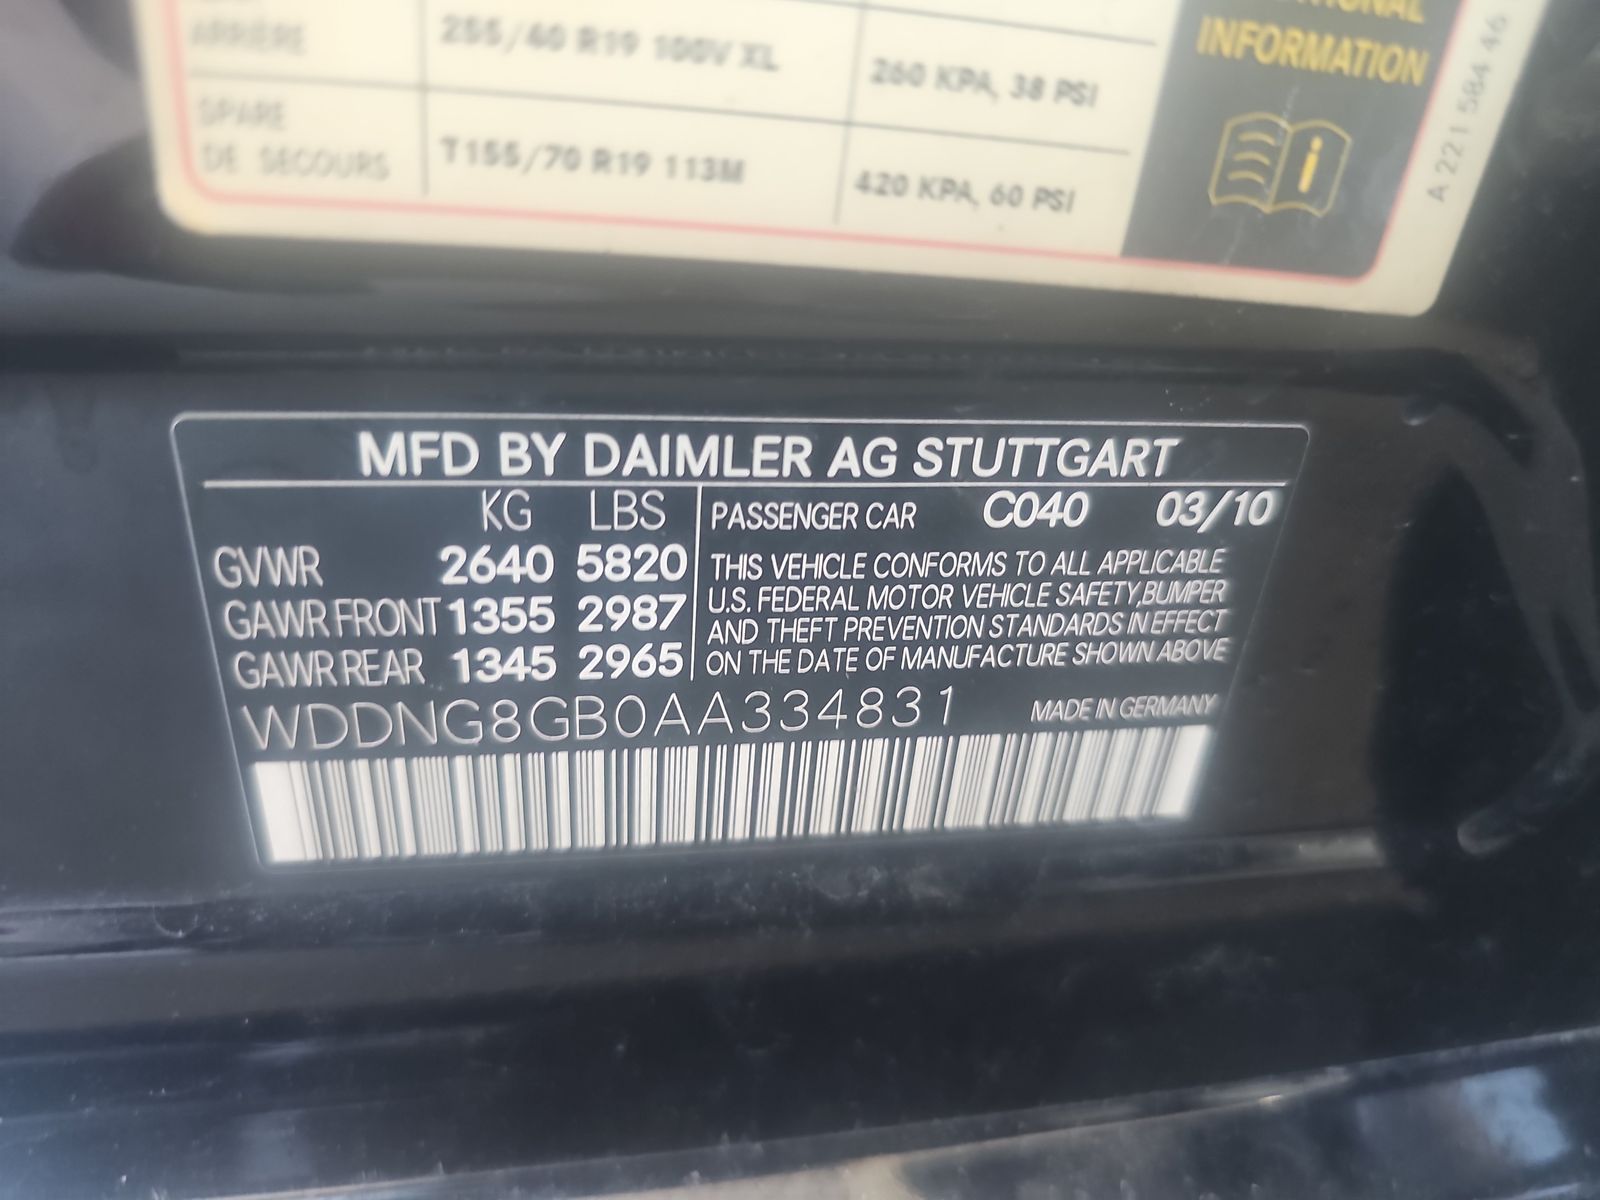 ARRIÈRE 255/40 R19 100V XL 260 KPA, 38 PSI
SPARE
DE SECOURS T155/70 R19 113M 420 KPA, 60 PSI
INFORMATION
A 221 584 46
MFD BY DAIMLER AG STUTTGART
KG LBS
GVWR 2640 5820
GAWR FRONT 1355 2987
GAWR REAR 1345 2965
PASSENGER CAR C040 03/10
THIS VEHICLE CONFORMS TO ALL APPLICABLE
U.S. FEDERAL MOTOR VEHICLE SAFETY,BUMPER
AND THEFT PREVENTION STANDARDS IN EFFECT
ON THE DATE OF MANUFACTURE SHOWN ABOVE
WDDNG8GB0AA334831 MADE IN GERMANY